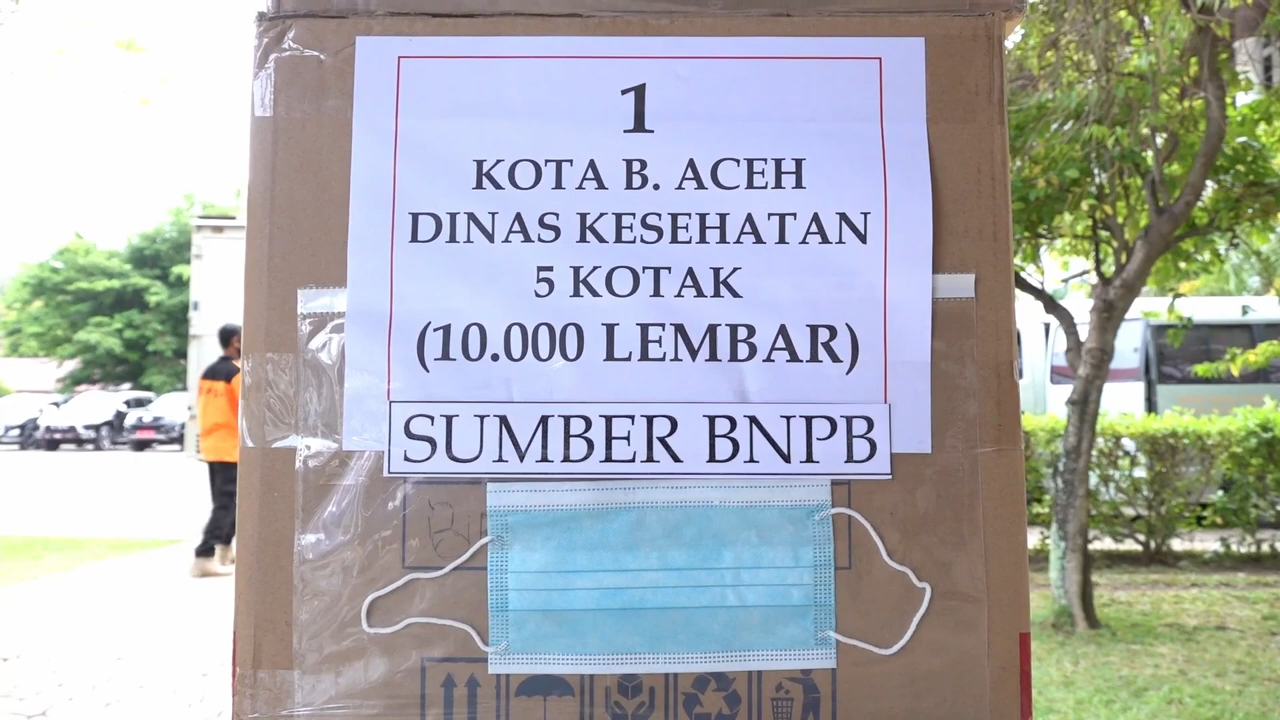 1
KOTA B. ACEH
DINAS KESEHATAN
5 KOTAK
(10.000 LEMBAR)
SUMBER BNPB